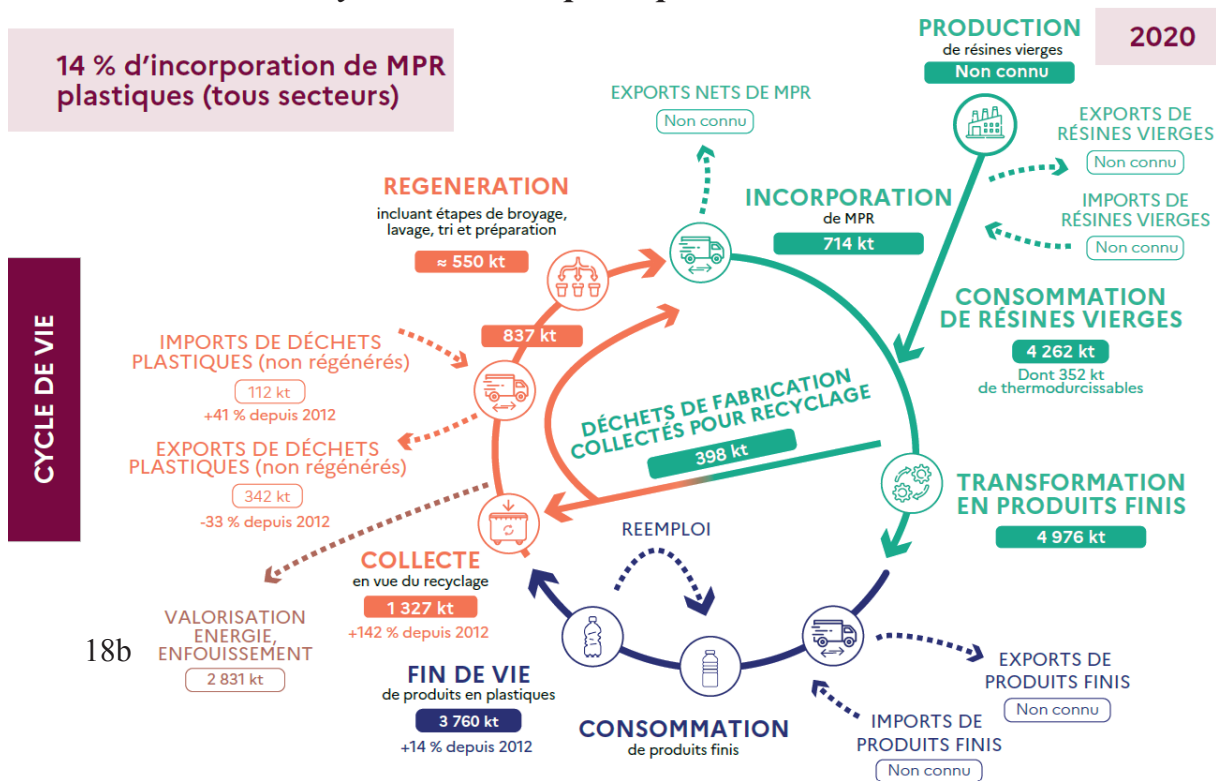 14 % d'incorporation de MPR
plastiques (tous secteurs)
2020
PRODUCTION
de résines vierges
Non connu
EXPORTS NETS DE MPR
Non connu
EXPORTS DE
RÉSINES VIERGES
Non connu
IMPORTS DE
RÉSINES VIERGES
Non connu
REGENERATION
incluant étapes de broyage,
lavage, tri et préparation
≈ 550 kt
INCORPORATION
de MPR
714 kt
CYCLE DE VIE
837 kt
IMPORTS DE DÉCHETS
PLASTIQUES (non régénérés)
112 kt
+41 % depuis 2012
EXPORTS DE DÉCHETS
PLASTIQUES (non régénérés)
342 kt
-33 % depuis 2012
CONSOMMATION
DE RÉSINES VIERGES
4 262 kt
Dont 352 kt
de thermodurcissables
DÉCHETS DE FABRICATION
COLLECTÉS POUR RECYCLAGE
398 kt
TRANSFORMATION
EN PRODUITS FINIS
4 976 kt
REEMPLOI
COLLECTE
en vue du recyclage
1 327 kt
+142 % depuis 2012
VALORISATION
ENERGIE,
ENFOUISSEMENT
2 831 kt
18b
FIN DE VIE
de produits en plastiques
3 760 kt
+14 % depuis 2012
CONSOMMATION
de produits finis
EXPORTS DE
PRODUITS FINIS
Non connu
IMPORTS DE
PRODUITS FINIS
Non connu